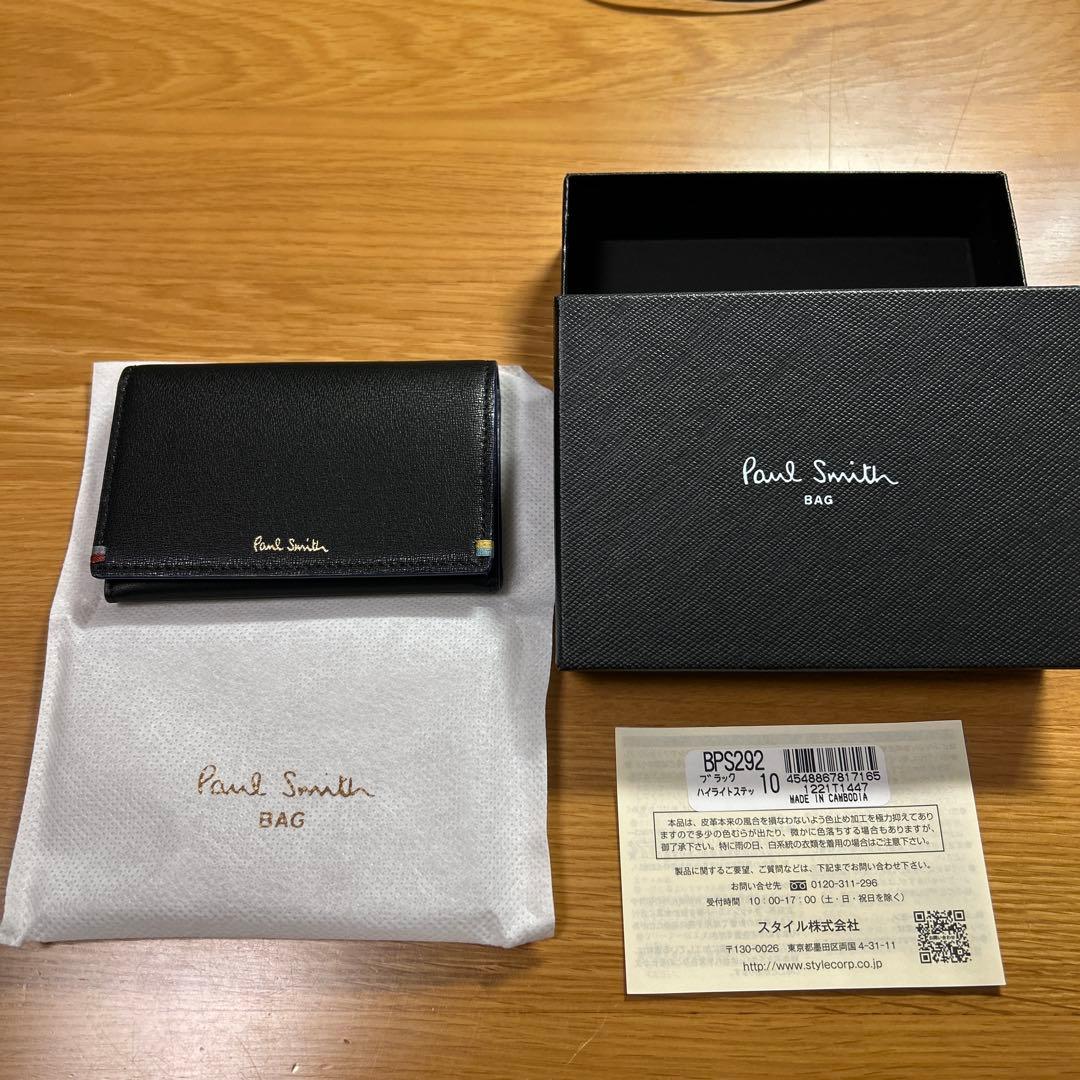 Paul Smith
Paul Smith
BAG
Paul Smith
BAG
BPS292
ブラック 10
ハイライトステッ
4548867817165
1221T1447
MADE IN CAMBODIA
本品は、皮革本来の風合を損なわないよう色止め加工を極力抑えてあり
ますので多少の色むらが出たり、微かに色落ちする場合もありますが、
御了承下さい。特に雨の日、白系統の衣類を着用の場合はご注意下さい。
製品に関するご要望、ご質問などは、下記までお問い合わせ下さい。
お問い合せ先 0120-311-296
受付時間 10:00-17:00(土・日・祝日を除く)
スタイル株式会社
〒130-0026 東京都墨田区両国 4-31-11
http://www.stylecorp.co.jp
お問い合わせ